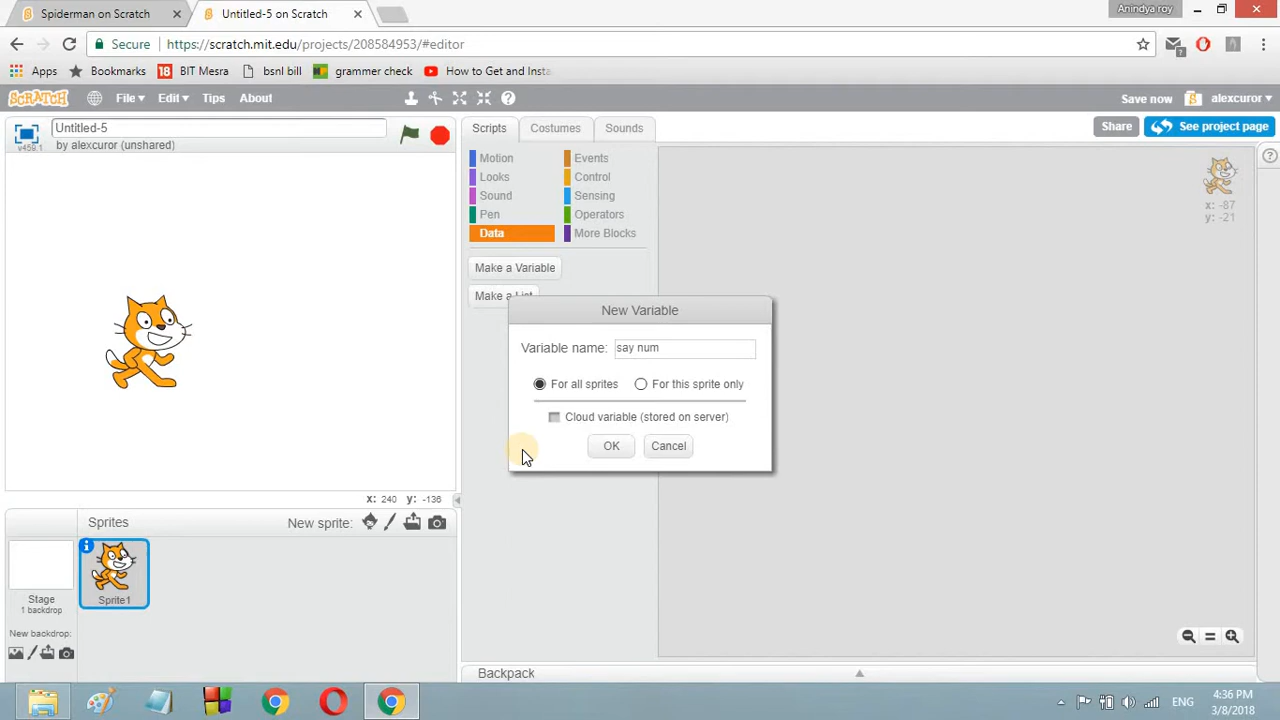 Spiderman on Scratch
Untitled-5 on Scratch
Anindya roy
Secure
https://scratch.mit.edu/projects/208584953/#editor
Apps
Bookmarks
18 BIT Mesra
bsnl bill
grammer check
How to Get and Insta
SCRATCH
File
Edit
Tips
About
Save now
alexcuror
Untitled-5
by alexcuror (unshared)
v459.1
Scripts
Costumes
Sounds
Share
See project page
Motion
Events
Looks
Control
Sound
Sensing
Pen
Operators
Data
More Blocks
Make a Variable
Make a List
x: -87
y: -21
New Variable
Variable name: say num
For all sprites
For this sprite only
Cloud variable (stored on server)
OK
Cancel
x: 240 y: -136
Sprites
New sprite:
Stage
1 backdrop
Sprite1
New backdrop:
Backpack
ENG
4:36 PM
3/8/2018